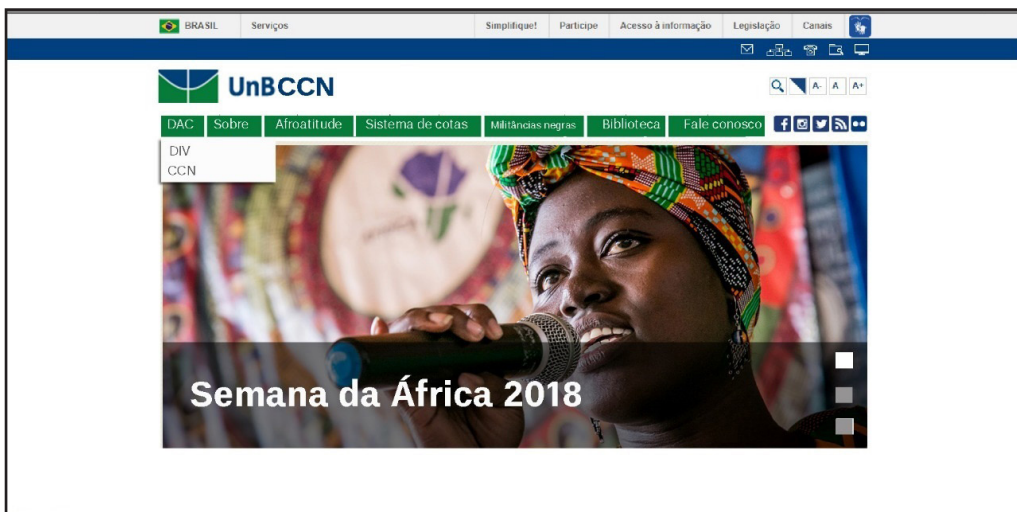 BRASIL Serviços Simplifique! Participe Acesso à informação Legislação Canais
UnBCCN
A- A A+
DAC Sobre Afroatitude Sistema de cotas Militâncias negras Biblioteca Fale conosco
DIV
CCN
Semana da África 2018